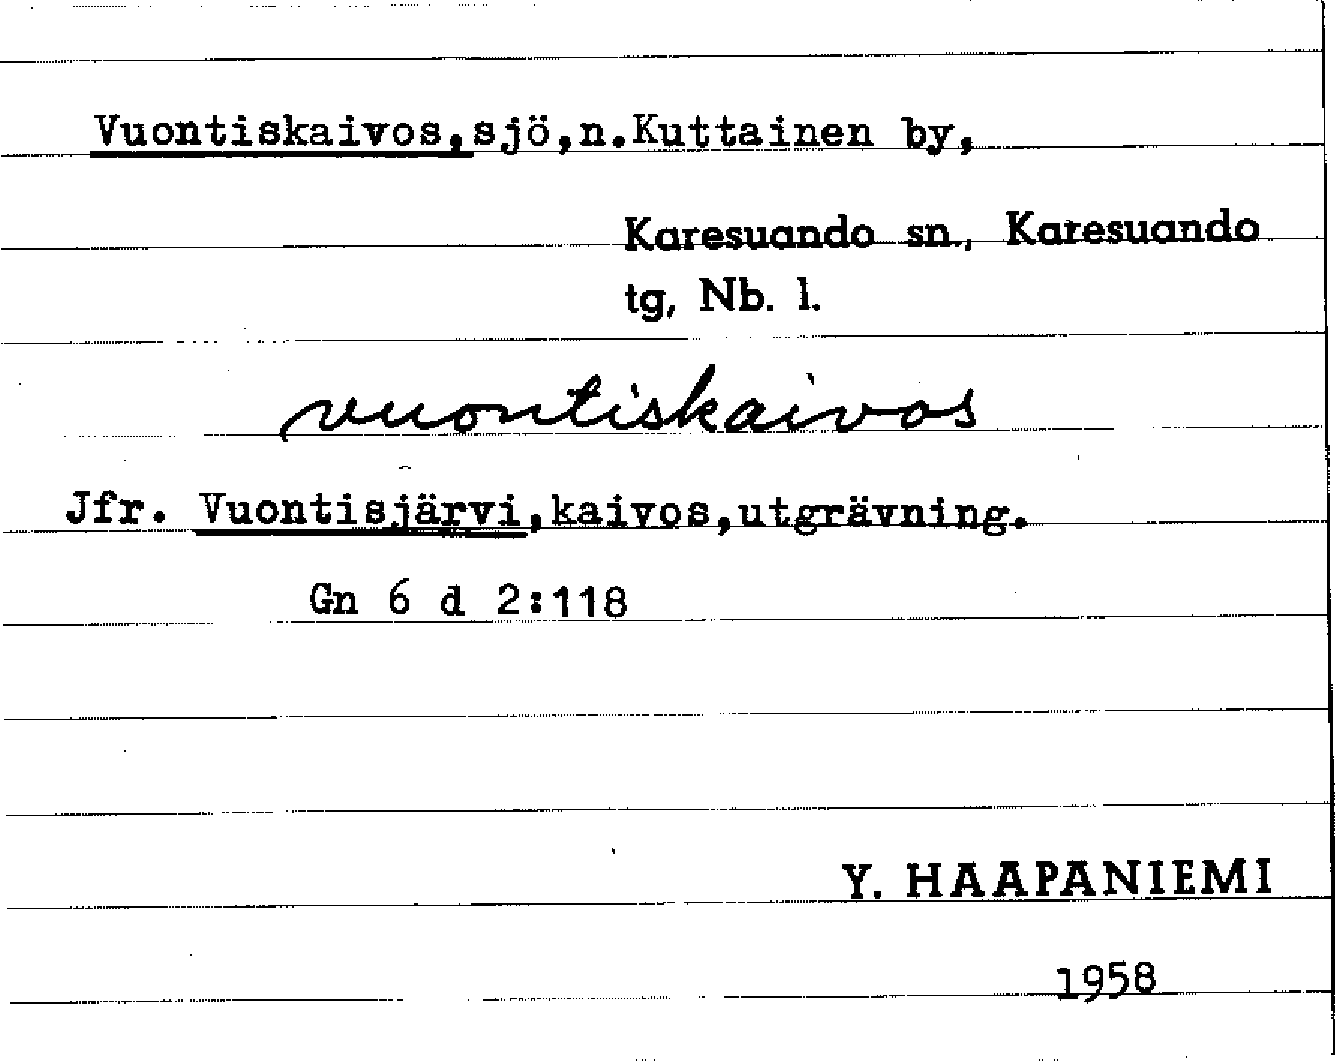 Vuontiskaivos,sjö,n.Kuttainen by,
Karesuando sn., Karesuando
tg, Nb. l.
vuontiskaivos
Jfr. Vuontisjärvi,kaivos,utgrävning.
Gn 6 d 2:118
Y. HAAPANIEMI
1958